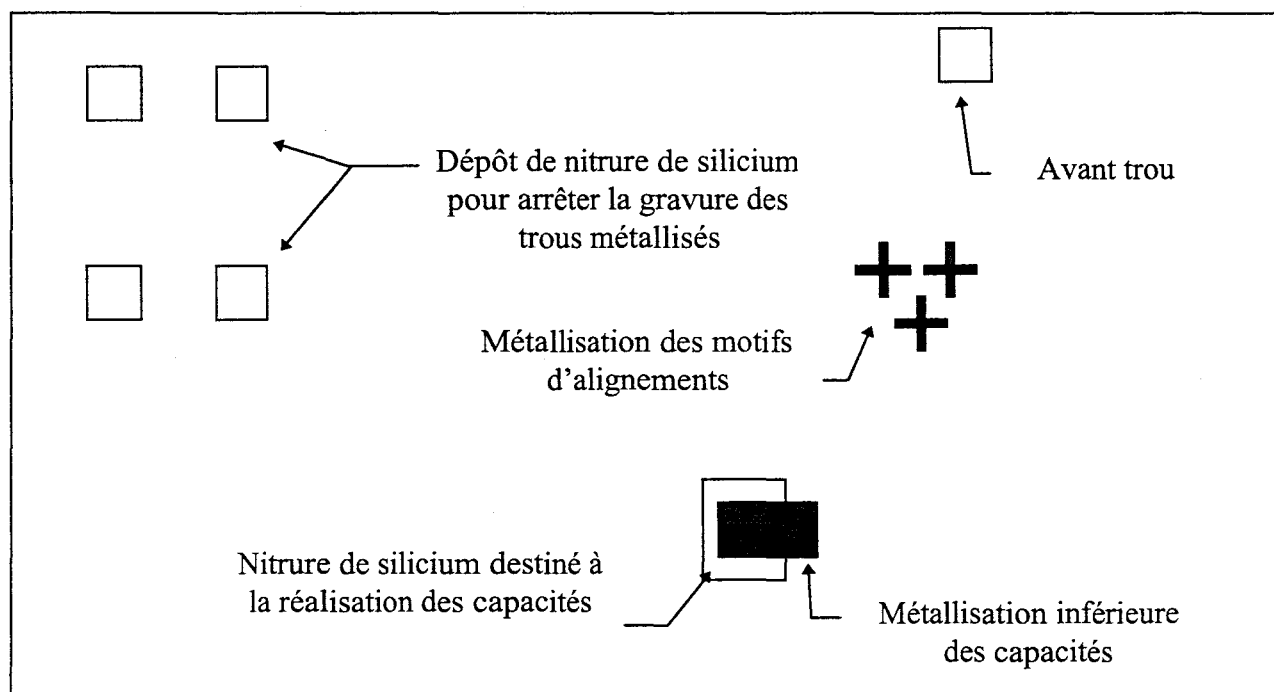 Dépôt de nitrure de silicium
pour arrêter la gravure des
trous métallisés
Avant trou
Métallisation des motifs
d'alignements
Nitrure de silicium destiné à
la réalisation des capacités
Métallisation inférieure
des capacités